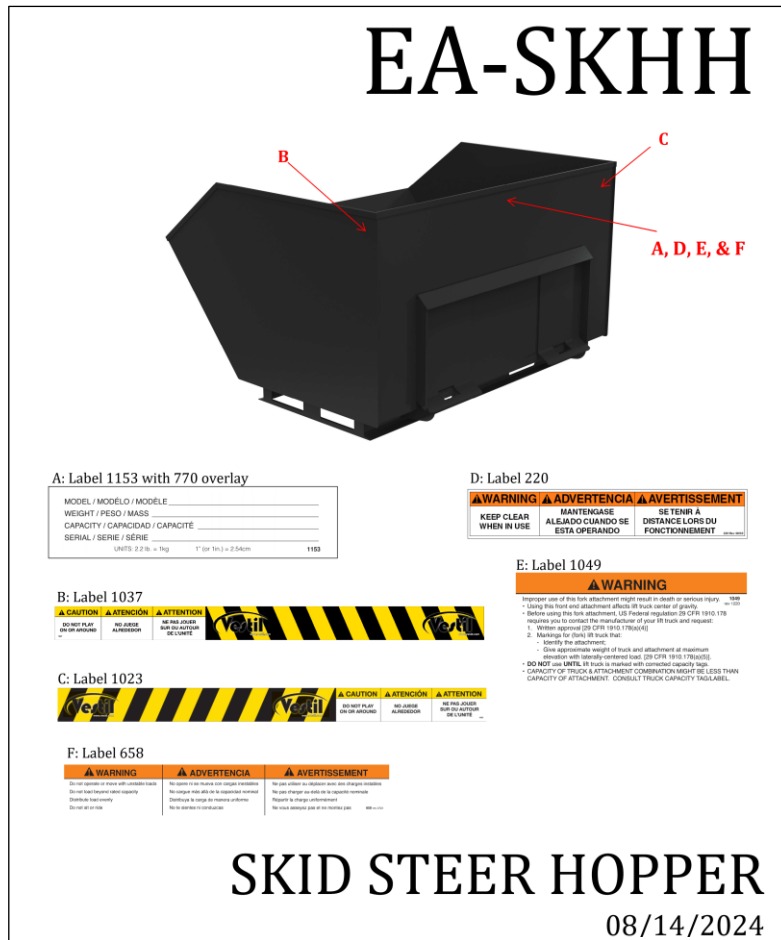 EA-SKHH
B
C
A, D, E, & F
A: Label 1153 with 770 overlay
MODEL / MODÉLO / MODÈLE
WEIGHT / PESO / MASS
CAPACITY / CAPACIDAD / CAPACITÉ
SERIAL / SERIE / SÉRIE
UNITS: 2.2 lb. = 1kg 1" (or 1in.) = 2.54cm 1153
D: Label 220
WARNING ADVERTENCIA AVERTISSEMENT
KEEP CLEAR
WHEN IN USE
MANTENGASE
ALEJADO CUANDO SE
ESTA OPERANDO
SE TENIR À
DISTANCE LORS DU
FONCTIONNEMENT
E: Label 1049
WARNING
Improper use of this fork attachment might result in death or serious injury. 1049
- Using this front end attachment affects lift truck center of gravity.
- Before using this fork attachment, US Federal regulation 29 CFR 1910.178
requires you to contact the manufacturer of your lift truck and request:
1. Written approval [29 CFR 1910.178(a)(4)]
2. Markings for (fork) lift truck that:
- Identify the attachment;
- Give approximate weight of truck and attachment at maximum
elevation with laterally-centered load. [29 CFR 1910.178(a)(5)].
- DO NOT use UNTIL lift truck is marked with corrected capacity tags.
- CAPACITY OF TRUCK & ATTACHMENT COMBINATION MIGHT BE LESS THAN
CAPACITY OF ATTACHMENT. CONSULT TRUCK CAPACITY TAG/LABEL.
B: Label 1037
CAUTION ATENCIÓN ATTENTION
DO NOT PLAY
ON OR AROUND
NO JUEGE
ALREDEDOR
NE PAS JOUER
SUR OU AUTOUR
DE L'UNITÉ
Vestil Vestil
C: Label 1023
Vestil Vestil
CAUTION ATENCIÓN ATTENTION
DO NOT PLAY
ON OR AROUND
NO JUEGE
ALREDEDOR
NE PAS JOUER
SUR OU AUTOUR
DE L'UNITÉ
F: Label 658
WARNING ADVERTENCIA AVERTISSEMENT
Do not operate or move with unstable loads
Do not load beyond rated capacity
Distribute load evenly
Do not sit or ride
No opere ni se mueva con cargas inestables
No cargue más allá de la capacidad nominal
Distribuya la carga de manera uniforme
No te sientes ni conduzcas
Ne pas utiliser ou déplacer avec des charges instables
Ne pas charger au-delà de la capacité nominale
Répartir la charge uniformément
Ne vous asseyez pas et ne montez pas
SKID STEER HOPPER
08/14/2024